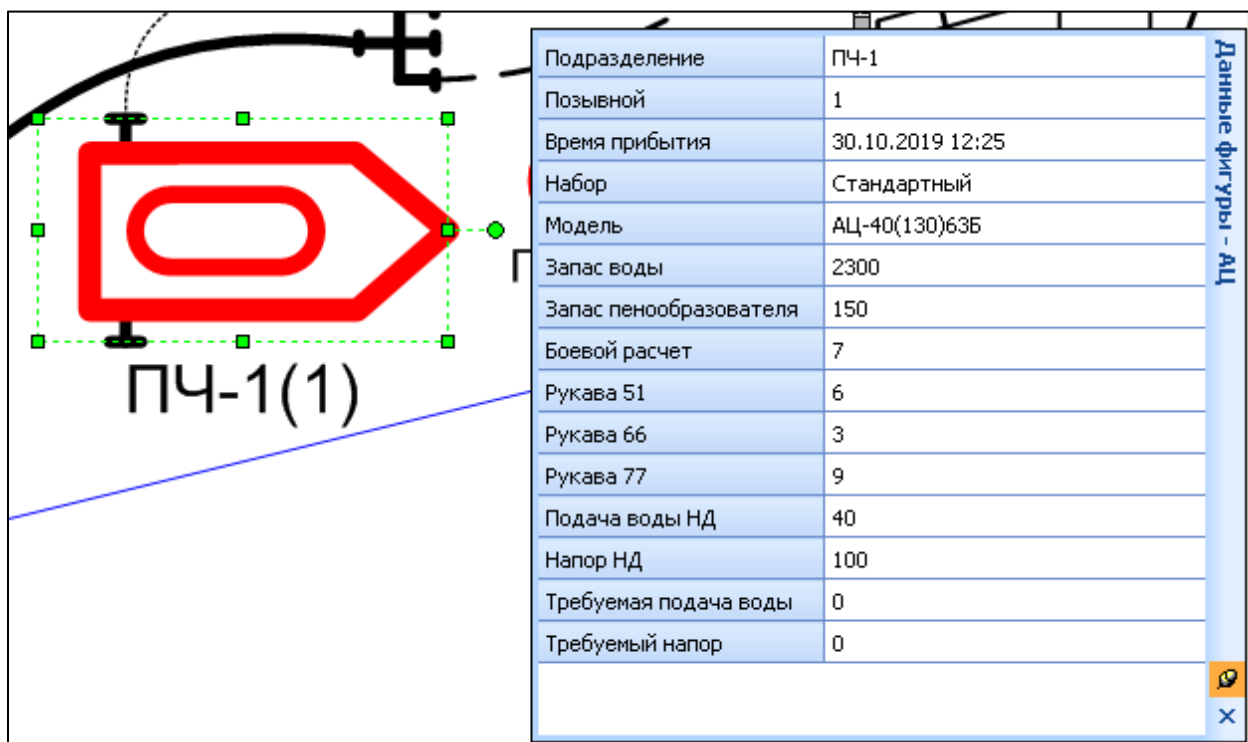 Данные фигуры - АЦ
Подразделение ПЧ-1
Позывной 1
Время прибытия 30.10.2019 12:25
Набор Стандартный
Модель АЦ-40(130)63Б
Запас воды 2300
Запас пенообразователя 150
Боевой расчет 7
Рукава 51 6
Рукава 66 3
Рукава 77 9
Подача воды НД 40
Напор НД 100
Требуемая подача воды 0
Требуемый напор 0
ПЧ-1(1)